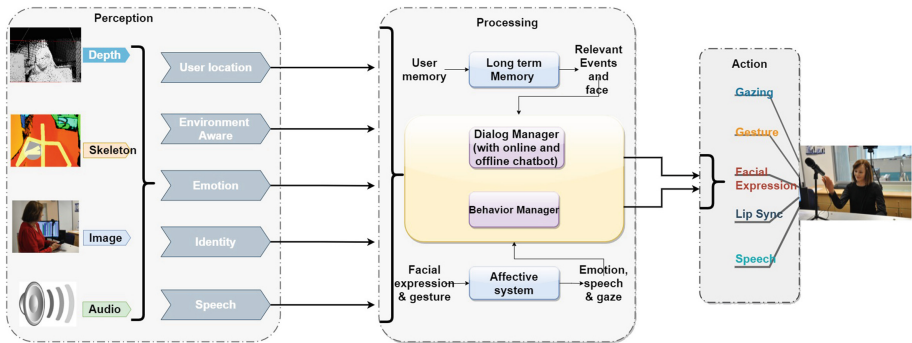 Perception
Depth
Skeleton
Image
Audio
User location
Environment
Aware
Emotion
Identity
Speech
Processing
User
memory
Long term
Memory
Relevant
Events
and
face
Dialog Manager
(with online and
offline chatbot)
Behavior Manager
Facial
expression
& gesture
Affective
system
Emotion,
speech
& gaze
Action
Gazing
Gesture
Facial
Expression
Lip Sync
Speech